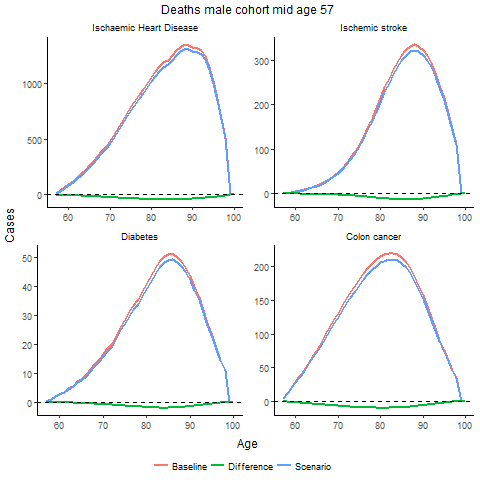 Deaths male cohort mid age 57
Ischaemic Heart Disease
Ischemic stroke
1000
500
0
60 70 80 90 100
300
200
100
0
60 70 80 90 100
Cases
Diabetes
Colon cancer
50
40
30
20
10
0
60 70 80 90 100
200
150
100
50
0
60 70 80 90 100
Age
Baseline Difference Scenario